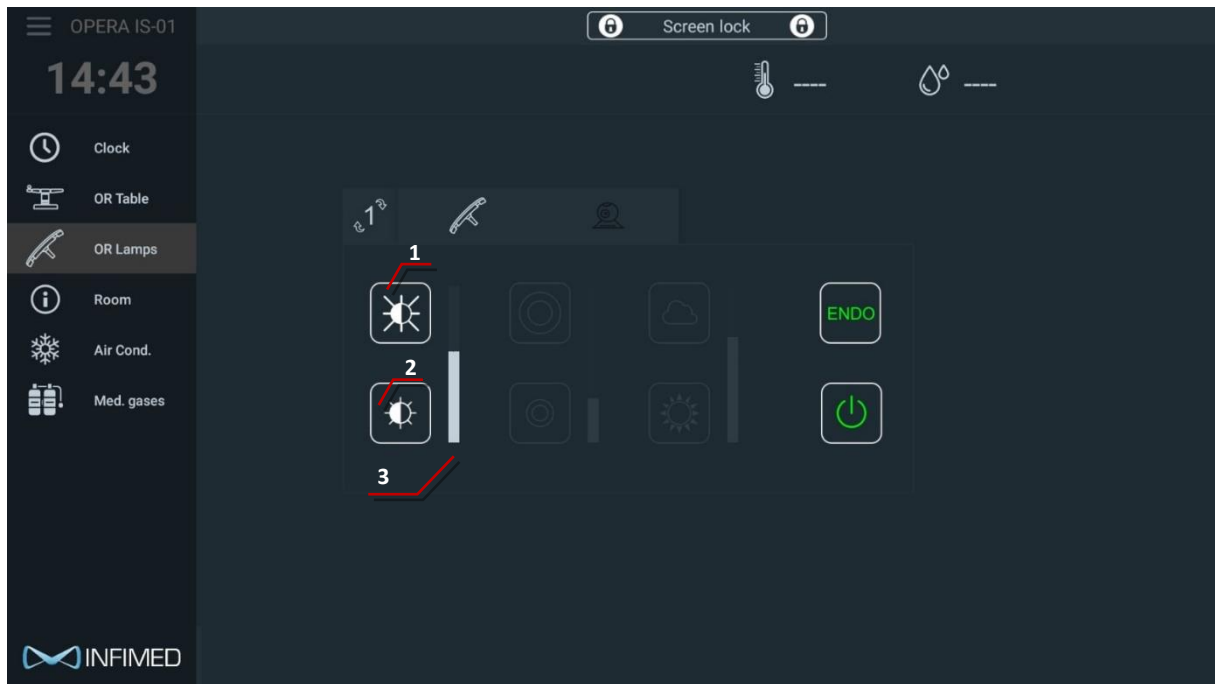 OPERA IS-01
Screen lock
14:43
----
----
Clock
OR Table
OR Lamps
Room
Air Cond.
Med. gases
1
1
2
3
ENDO
INFIMED